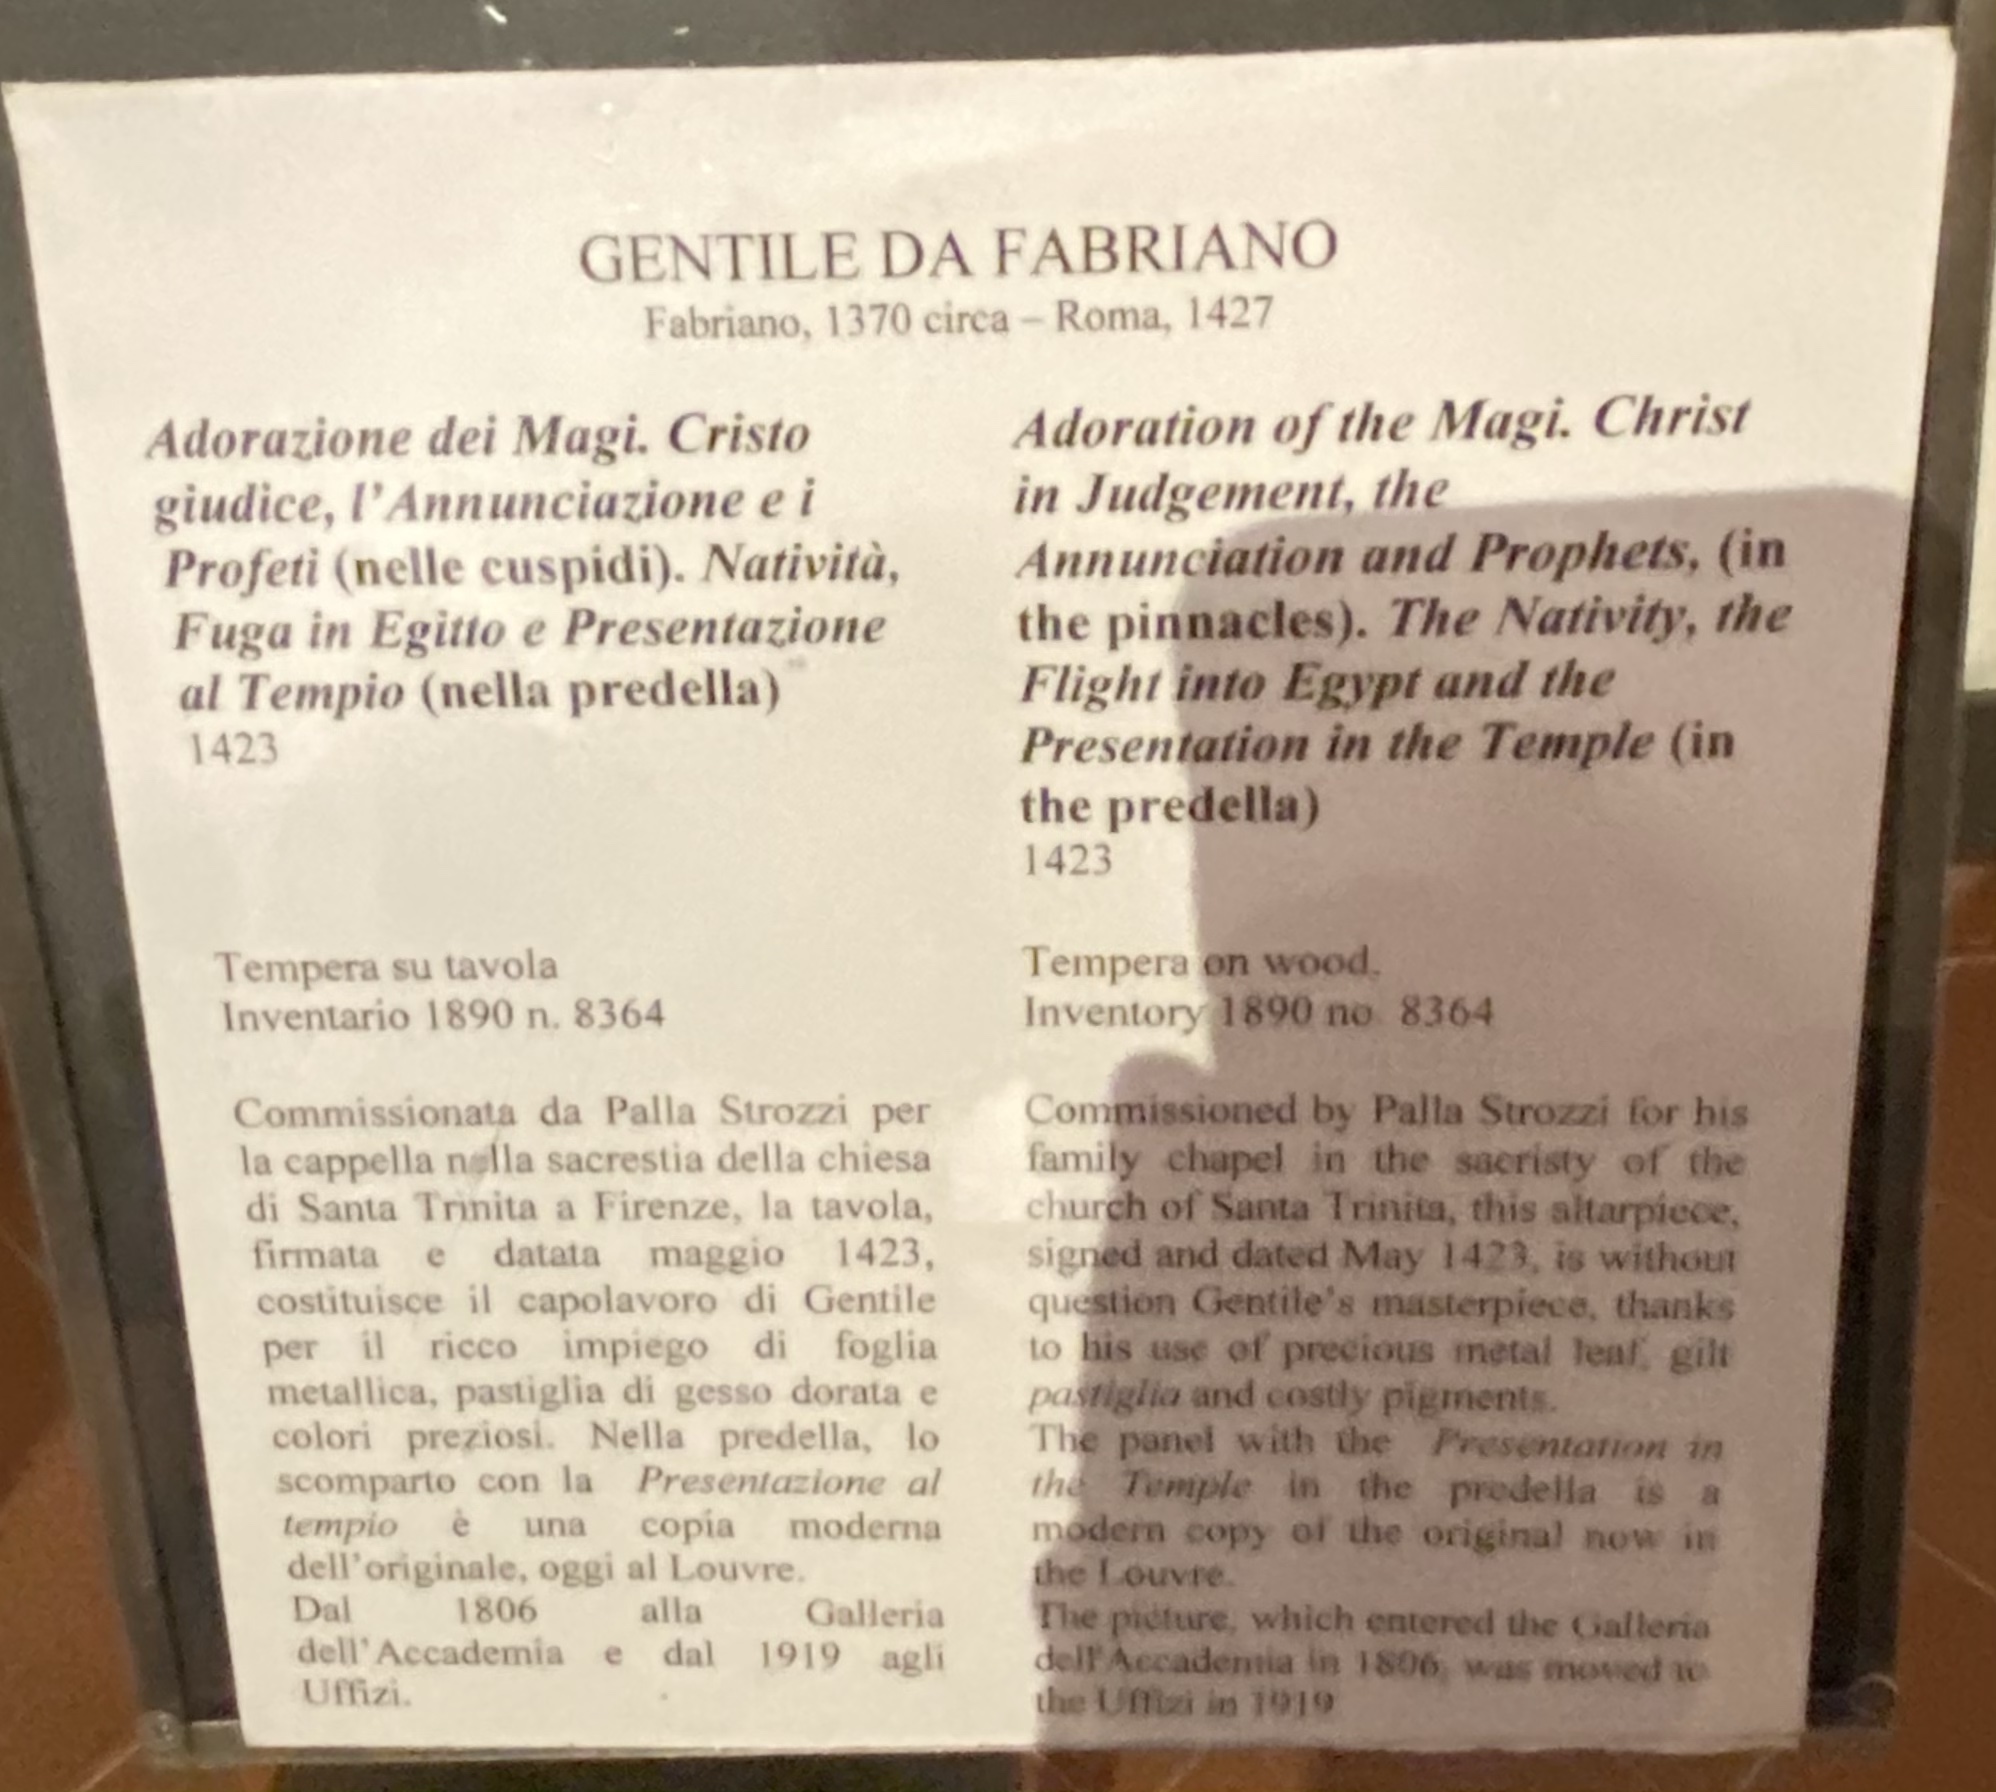 GENTILE DA FABRIANO
Fabriano, 1370 circa – Roma, 1427
Adorazione dei Magi. Cristo
giudice, l'Annunciazione e i
Profeti (nelle cuspidi). Natività,
Fuga in Egitto e Presentazione
al Tempio (nella predella)
1423
Tempera su tavola
Inventario 1890 n. 8364
Commissionata da Palla Strozzi per
la cappella nella sacrestia della chiesa
di Santa Trinita a Firenze, la tavola,
firmata e datata maggio 1423,
costituisce il capolavoro di Gentile
per il ricco impiego di foglia
metallica, pastiglia di gesso dorata e
colori preziosi. Nella predella, lo
scomparto con la Presentazione al
tempio è una copia moderna
dell'originale, oggi al Louvre.
Dal 1806 alla Galleria
dell'Accademia e dal 1919 agli
Uffizi.
Adoration of the Magi. Christ
in Judgement, the
Annunciation and Prophets, (in
the pinnacles). The Nativity, the
Flight into Egypt and the
Presentation in the Temple (in
the predella)
1423
Tempera on wood.
Inventory 1890 no 8364
Commissioned by Palla Strozzi for his
family chapel in the sacristy of the
church of Santa Trinita, this altarpiece,
signed and dated May 1423, is without
question Gentile's masterpiece, thanks
to his use of precious metal leaf, gilt
pastiglia and costly pigments.
The panel with the Presentation in
the Temple in the predella is a
modern copy of the original now in
the Louvre.
The picture, which entered the Galleria
dell'Accademia in 1806, was moved to
the Uffizi in 1919